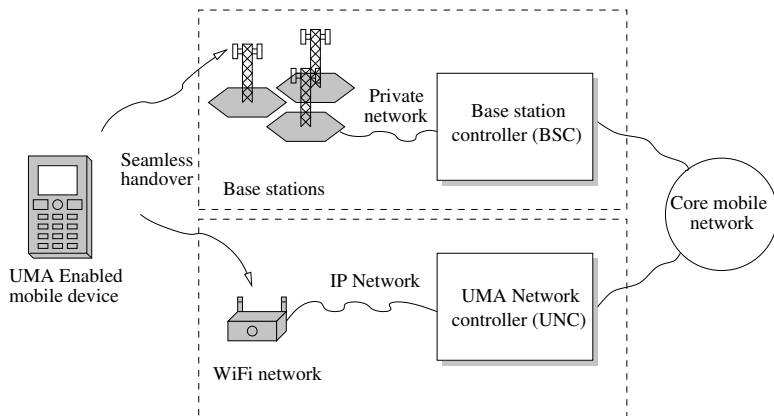 Private
network
Base station
controller (BSC)
Seamless
handover
Base stations
Core mobile
network
UMA Enabled
mobile device
IP Network
UMA Network
controller (UNC)
WiFi network